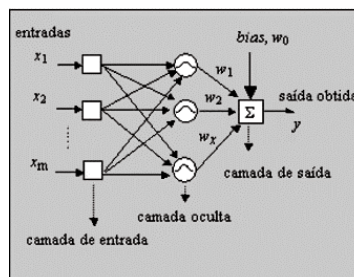 entradas
x1
x2
xm
w1
w2
wx
bias, w0
Σ
saída obtida
y
camada de saída
camada oculta
camada de entrada